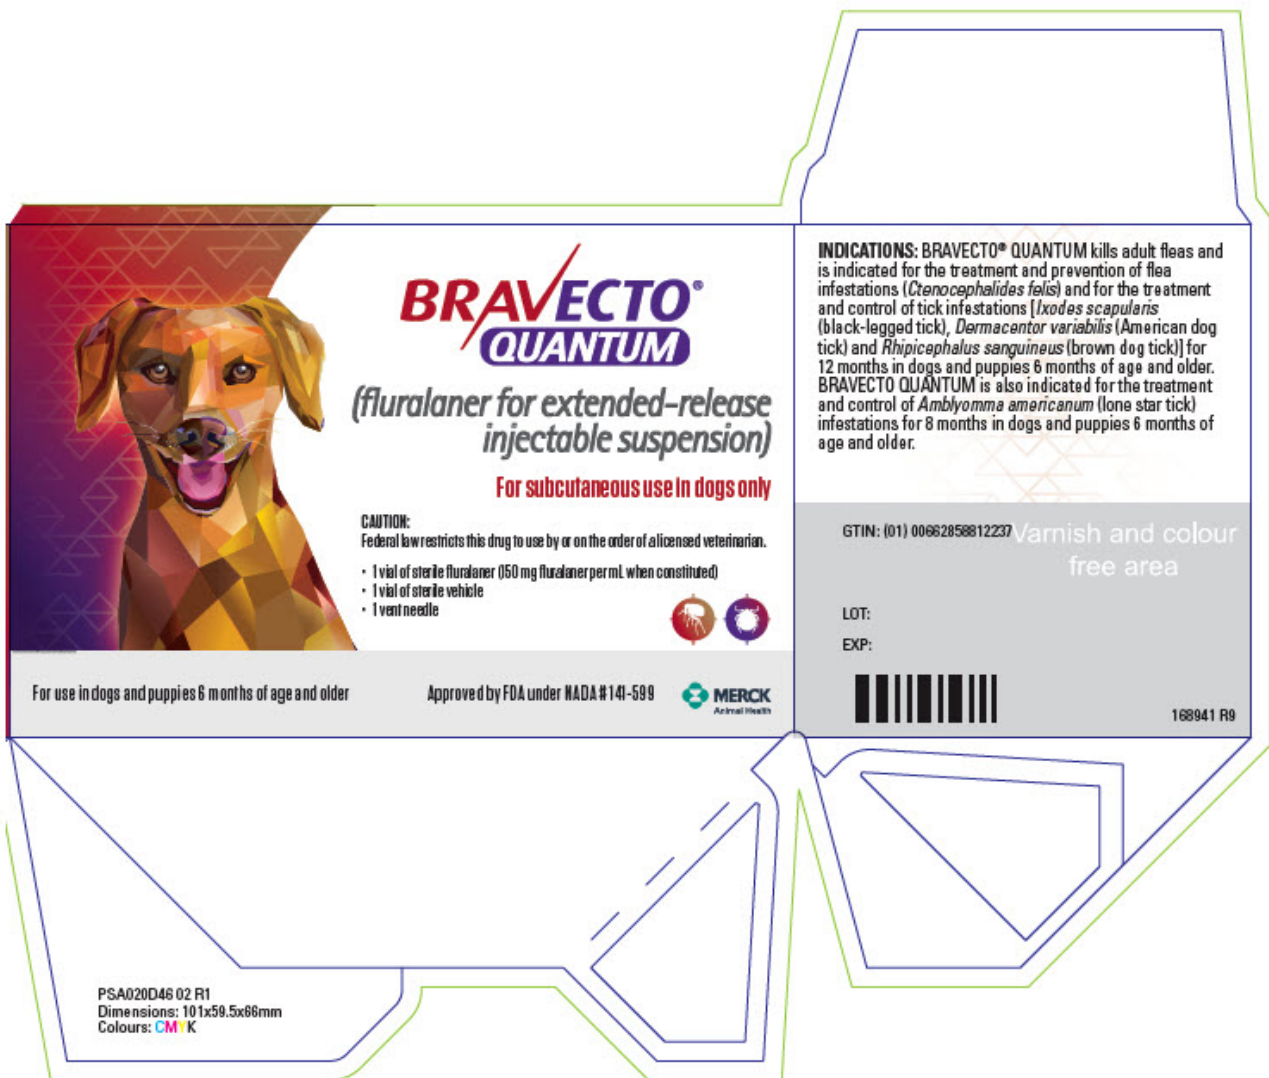 BRAVECTO®
QUANTUM
(fluralaner for extended-release
injectable suspension)
For subcutaneous use in dogs only
CAUTION:
Federal law restricts this drug to use by or on the order of a licensed veterinarian.
• 1 vial of sterile fluralaner (150 mg fluralaner per mL when constituted)
• 1 vial of sterile vehicle
• 1 vent needle
For use in dogs and puppies 6 months of age and older
Approved by FDA under NADA # 141-599
MERCK
Animal Health
INDICATIONS: BRAVECTO® QUANTUM kills adult fleas and
is indicated for the treatment and prevention of flea
infestations (Ctenocephalides felis) and for the treatment
and control of tick infestations [Ixodes scapularis
(black-legged tick), Dermacentor variabilis (American dog
tick) and Rhipicephalus sanguineus (brown dog tick)] for
12 months in dogs and puppies 6 months of age and older.
BRAVECTO QUANTUM is also indicated for the treatment
and control of Amblyomma americanum (lone star tick)
infestations for 8 months in dogs and puppies 6 months of
age and older.
GTIN: (01) 00662858812237
Varnish and colour
free area
LOT:
EXP:
168941 R9
PSA020D46 02 R1
Dimensions: 101x59.5x66mm
Colours: CMYK